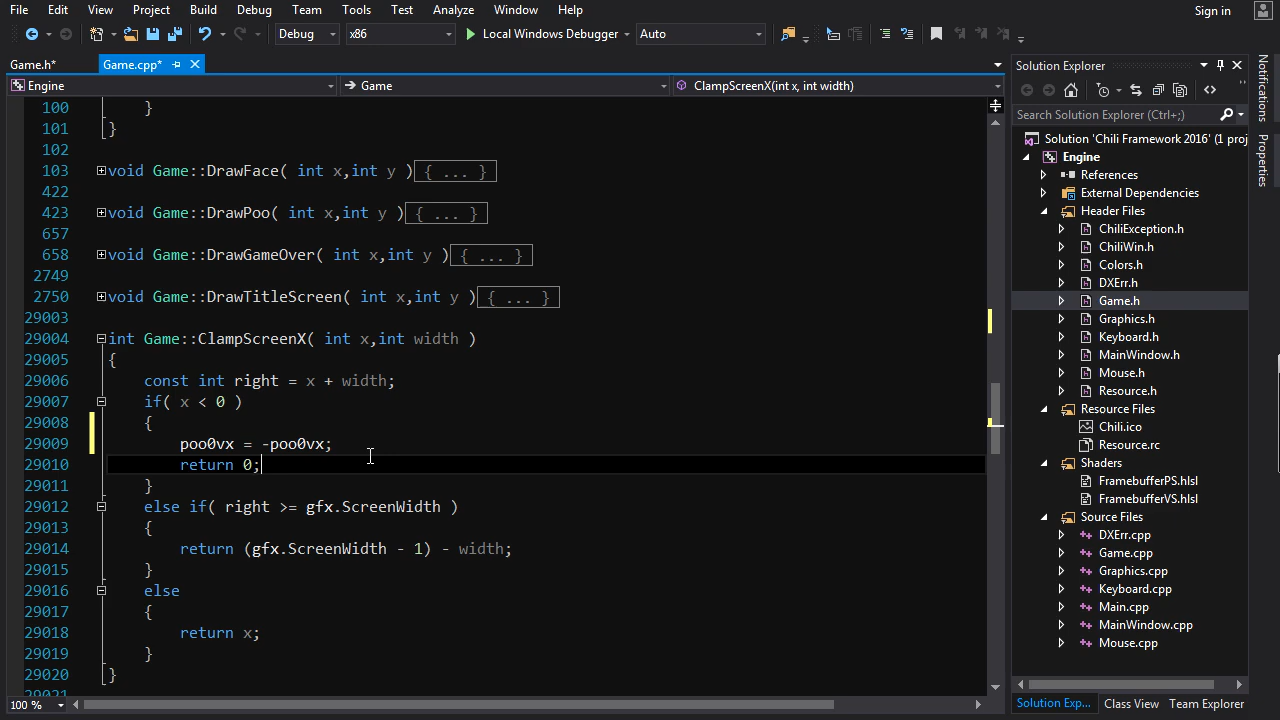 File Edit View Project Build Debug Team Tools Test Analyze Window Help Sign in
Debug x86 Local Windows Debugger Auto
Game.h* Game.cpp*
Engine Game ClampScreenX(int x, int width)
100 }
101 }
102
103 void Game::DrawFace( int x,int y ){ ... }
422
423 void Game::DrawPoo( int x,int y ){ ... }
657
658 void Game::DrawGameOver( int x,int y ){ ... }
2749
2750 void Game::DrawTitleScreen( int x,int y ){ ... }
29003
29004 int Game::ClampScreenX( int x,int width )
29005 {
29006 const int right = x + width;
29007 if( x < 0 )
29008 {
29009 poo0vx = -poo0vx;
29010 return 0;
29011 }
29012 else if( right >= gfx.ScreenWidth )
29013 {
29014 return (gfx.ScreenWidth - 1) - width;
29015 }
29016 else
29017 {
29018 return x;
29019 }
29020 }
29021
100 %
Solution Explorer
Search Solution Explorer (Ctrl+;)
Solution 'Chili Framework 2016' (1 proj
Engine
References
External Dependencies
Header Files
ChiliException.h
ChiliWin.h
Colors.h
DXErr.h
Game.h
Graphics.h
Keyboard.h
MainWindow.h
Mouse.h
Resource.h
Resource Files
Chili.ico
Resource.rc
Shaders
FramebufferPS.hlsl
FramebufferVS.hlsl
Source Files
DXErr.cpp
Game.cpp
Graphics.cpp
Keyboard.cpp
Main.cpp
MainWindow.cpp
Mouse.cpp
Solution Exp... Class View Team Explorer
Notifications
Properties